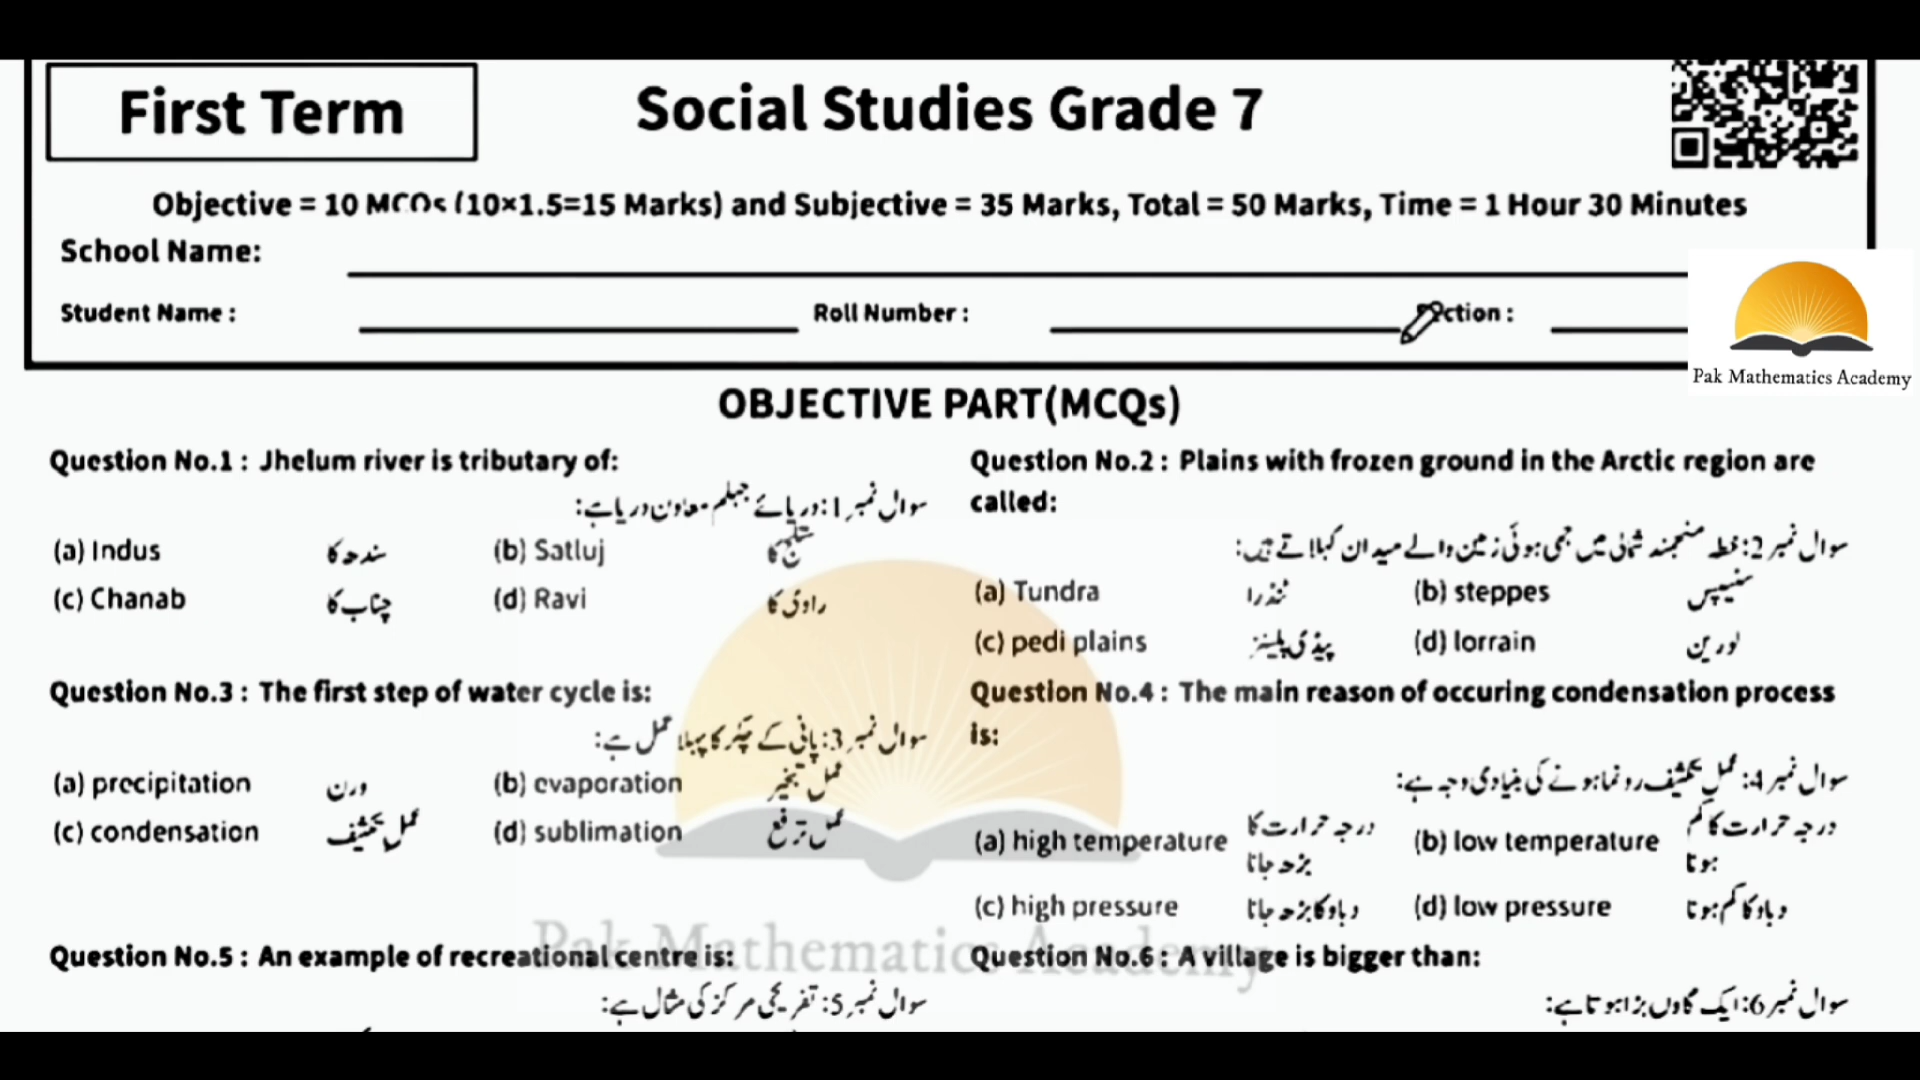 First Term
Social Studies Grade 7
Objective = 10 MCQs (10×1.5=15 Marks) and Subjective = 35 Marks, Total = 50 Marks, Time = 1 Hour 30 Minutes
School Name:
Student Name : Roll Number : ction :
Pak Mathematics Academy
OBJECTIVE PART(MCQs)
Question No.1 : Jhelum river is tributary of:
سوال نمبر 1: دریائے جہلم معاون دریا ہے:
(a) Indus سندھ کا (b) Satluj ستلج کا
(c) Chanab چناب کا (d) Ravi راوی کا
Question No.2 : Plains with frozen ground in the Arctic region are
called:
سوال نمبر 2: خطہ منجمند شمالی میں جمی ہوئی زمین والے میدان کہلاتے ہیں:
(a) Tundra ٹنڈرا (b) steppes سٹیپس
(c) pedi plains پیڈی پلینز (d) lorrain لورین
Question No.3 : The first step of water cycle is:
سوال نمبر 3: پانی کے چکر کا پہلا عمل ہے:
(a) precipitation (b) evaporation عمل تبخیر
(c) condensation عمل تکثیف (d) sublimation عمل ترفع
Question No.4 : The main reason of occuring condensation process
is:
سوال نمبر 4: عمل تکثیف رونما ہونے کی بنیادی وجہ ہے:
(a) high temperature درجہ حرارت کا بڑھ جانا (b) low temperature درجہ حرارت کا کم ہونا
(c) high pressure دباو کا بڑھ جانا (d) low pressure دباو کا کم ہونا
Question No.5 : An example of recreational centre is:
سوال نمبر 5: تفریحی مرکز کی مثال ہے:
Question No.6 : A village is bigger than:
سوال نمبر 6: ایک گاوں بڑا ہوتا ہے:
Pak Mathematics Academy